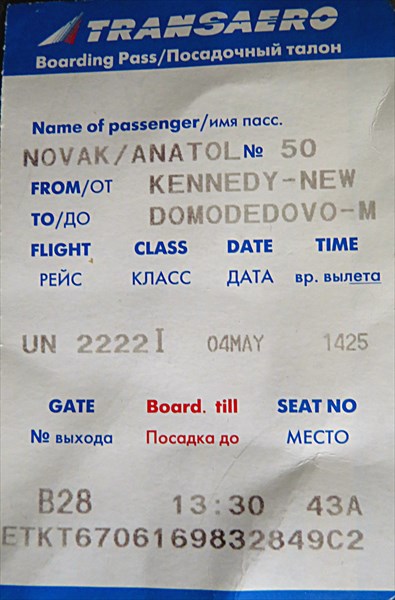 TRANSAERO
Boarding Pass/Посадочный талон
Name of passenger/имя пасс.
NOVAK/ANATOL № 50
FROM/ОТ KENNEDY-NEW
TO/ДО DOMODEDOVO-M
FLIGHT CLASS DATE TIME
РЕЙС КЛАСС ДАТА вр. вылета
UN 2222 I 04MAY 1425
GATE Board. till SEAT NO
№ выхода Посадка до МЕСТО
B28 13:30 43A
ETKT6706169832849C2